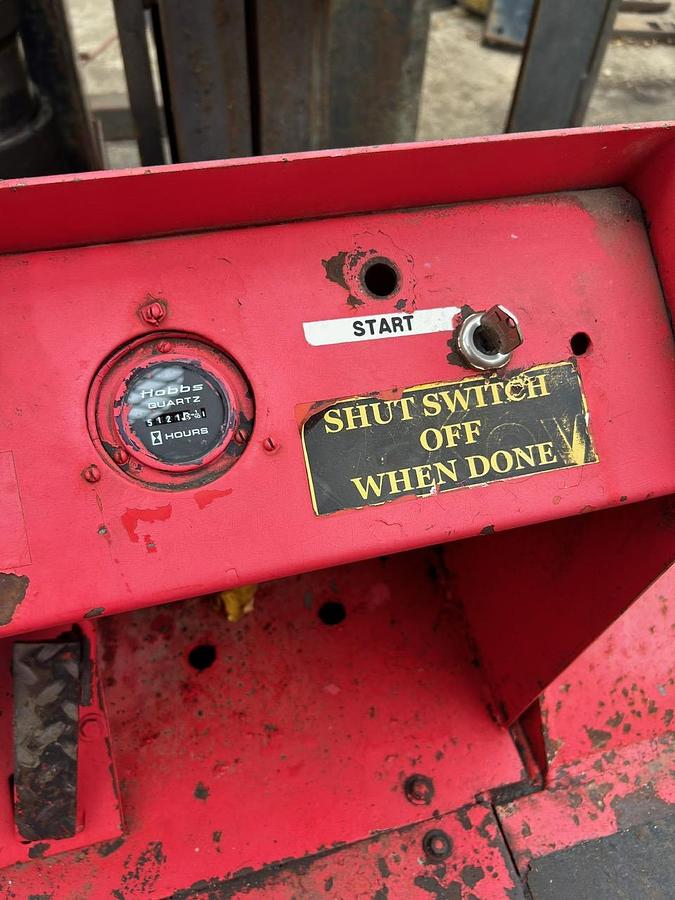 Hobbs
QUARTZ
HOURS
START
SHUT SWITCH
OFF
WHEN DONE